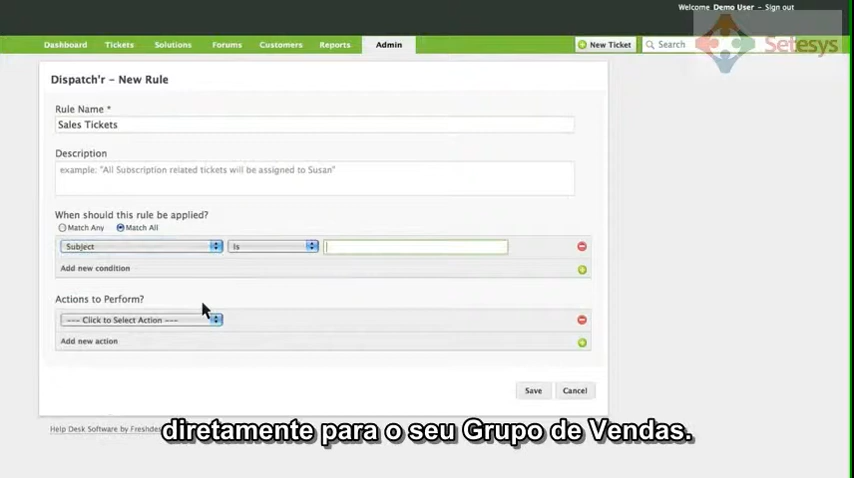 Welcome Demo User - Sign out
Dashboard Tickets Solutions Forums Customers Reports Admin New Ticket Search
Setesys
Dispatch'r - New Rule
Rule Name *
Sales Tickets
Description
example: "All Subscription related tickets will be assigned to Susan"
When should this rule be applied?
Match Any Match All
Subject Is
Add new condition
Actions to Perform?
--- Click to Select Action ---
Add new action
Save Cancel
Help Desk Software by Freshdes
diretamente para o seu Grupo de Vendas.